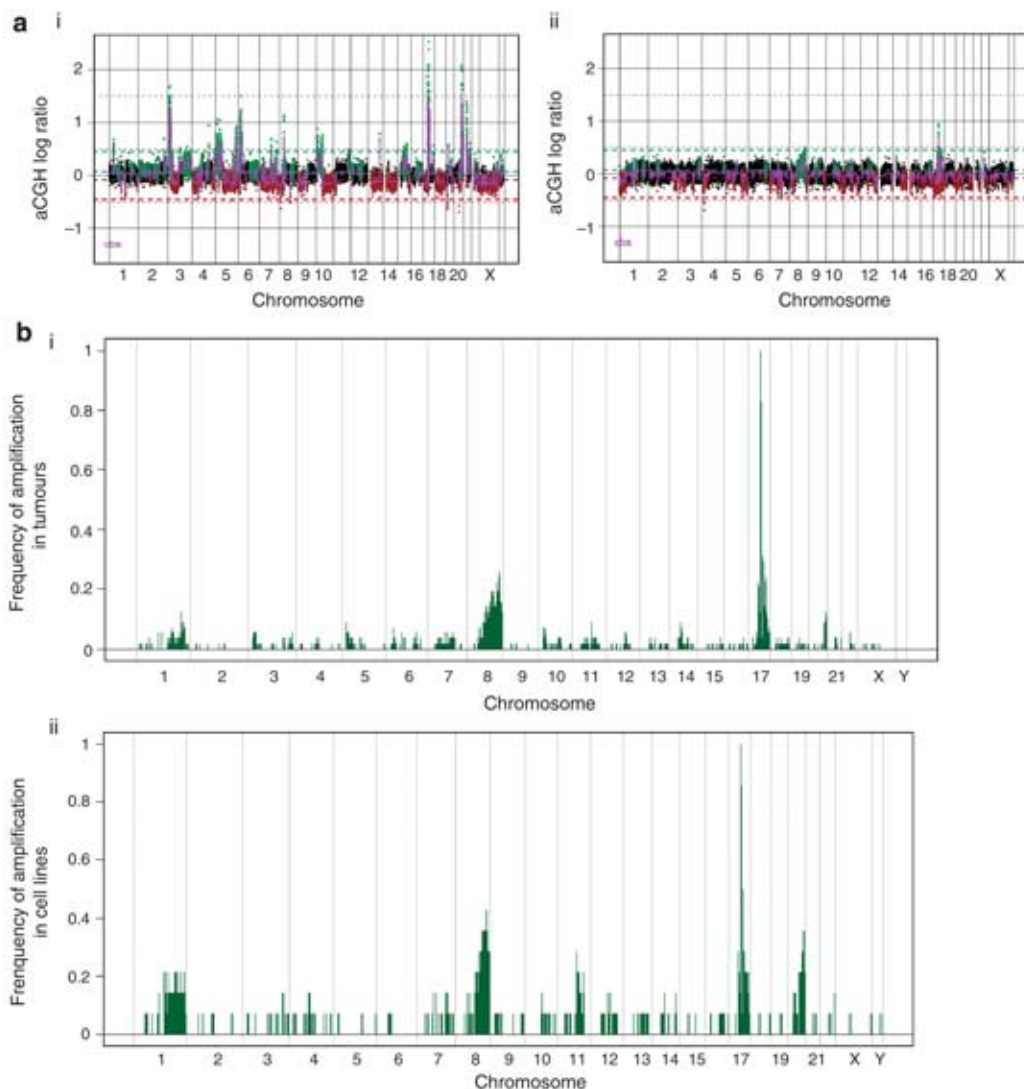 a i ii
aCGH log ratio
2
1
0
–1
1 2 3 4 5 6 7 8 9 10 12 14 16 18 20 X
Chromosome
aCGH log ratio
2
1
0
–1
1 2 3 4 5 6 7 8 9 10 12 14 16 18 20 X
Chromosome
b i
Frequency of amplification
in tumours
1
0.8
0.6
0.4
0.2
0
1 2 3 4 5 6 7 8 9 10 11 12 13 14 15 17 19 21 X Y
Chromosome
ii
Frenquency of amplification
in cell lines
1
0.8
0.6
0.4
0.2
0
1 2 3 4 5 6 7 8 9 10 11 12 13 14 15 17 19 21 X Y
Chromosome